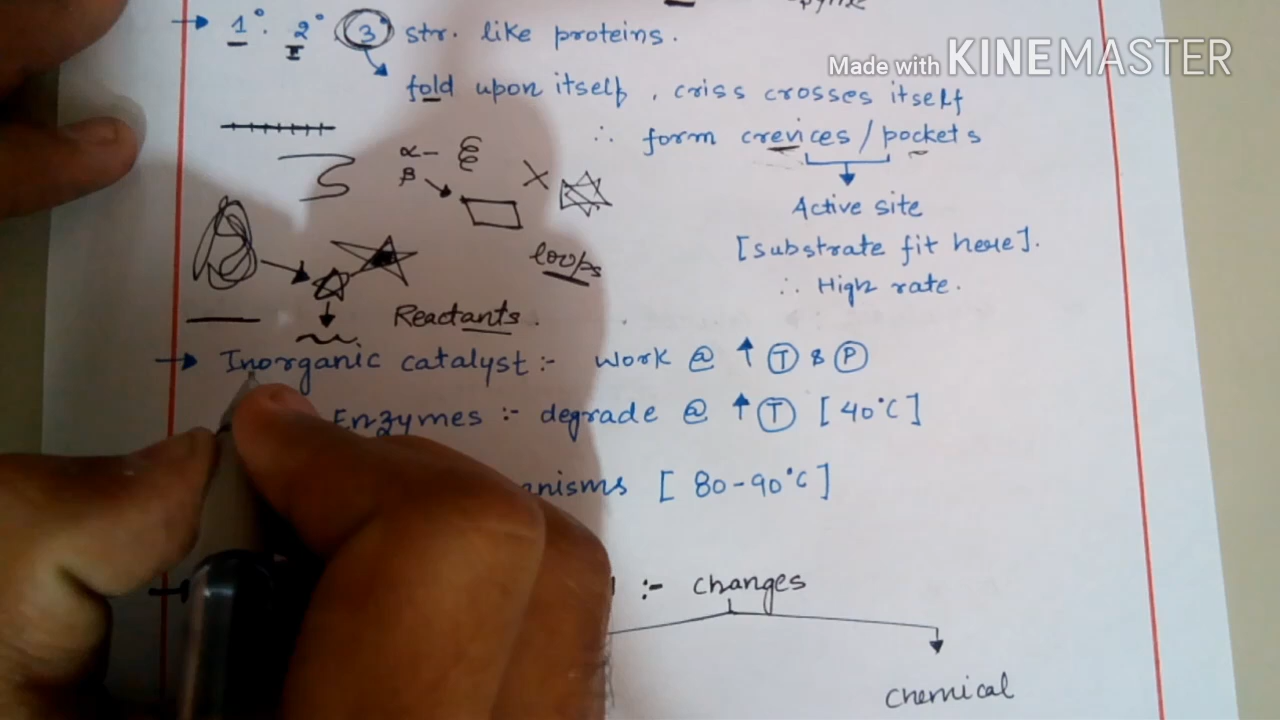 → 1° . 2° 3° str. like proteins.
Made with KINEMASTER
fold upon itself , criss crosses itself
∴ form crevices / pockets
α-
β
Active site
[substrate fit here].
loops
∴ High rate.
Reactants.
→ Inorganic catalyst :- work @ ↑ T & P
Enzymes :- degrade @ ↑ T [40°C]
[80-90°C]
:- changes
chemical